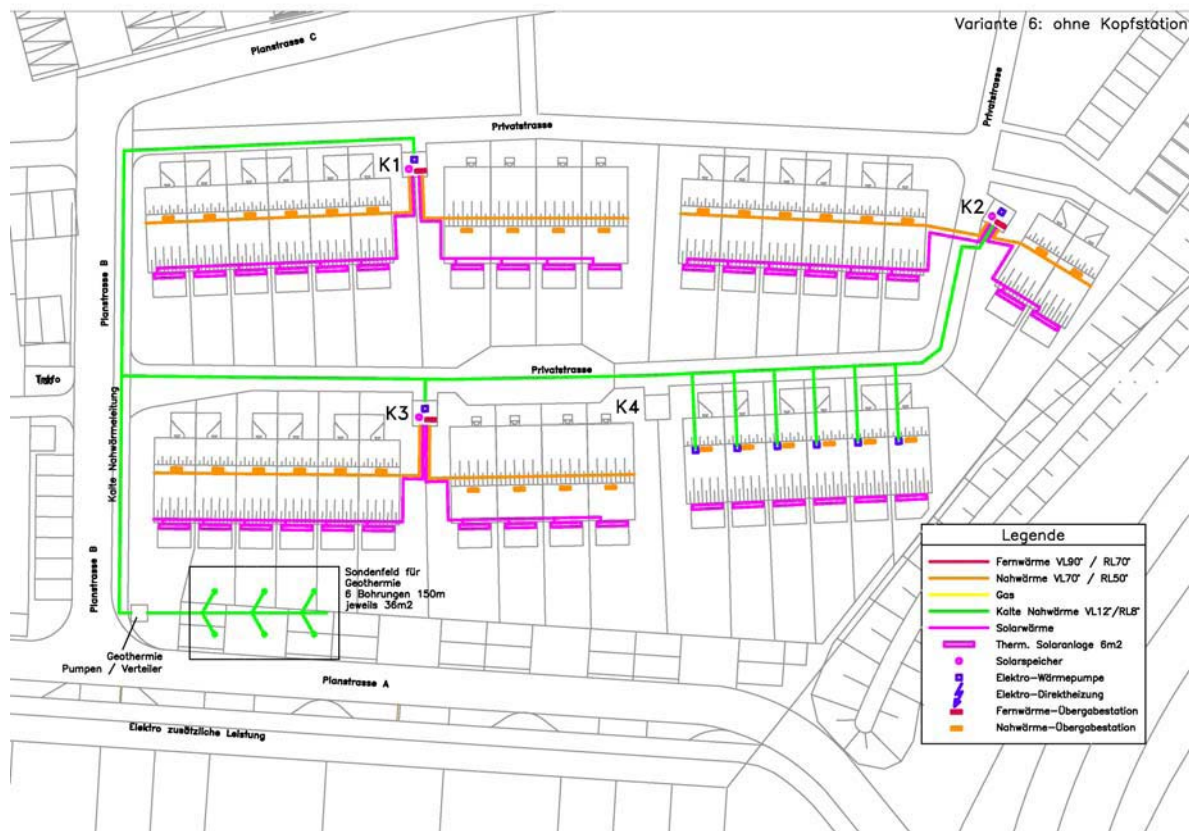 Variante 6: ohne Kopfstation
Planstrasse C
Privatstrasse
Privatstrasse
K1
K2
Planstrasse B
Privatstrasse
Kalte Nahwärmeleitung
K3
K4
Planstrasse B
Sondenfeld für
Geothermie
6 Bohrungen 150m
jeweils 36m2
Geothermie
Pumpen / Verteiler
Planstrasse A
Elektro zusätzliche Leistung
Legende
Fernwärme VL90° / RL70°
Nahwärme VL70° / RL50°
Gas
Kalte Nahwärme VL12°/RL8°
Solarwärme
Therm. Solaranlage 6m2
Solarspeicher
Elektro-Wärmepumpe
Elektro-Direktheizung
Fernwärme-Übergabestation
Nahwärme-Übergabestation